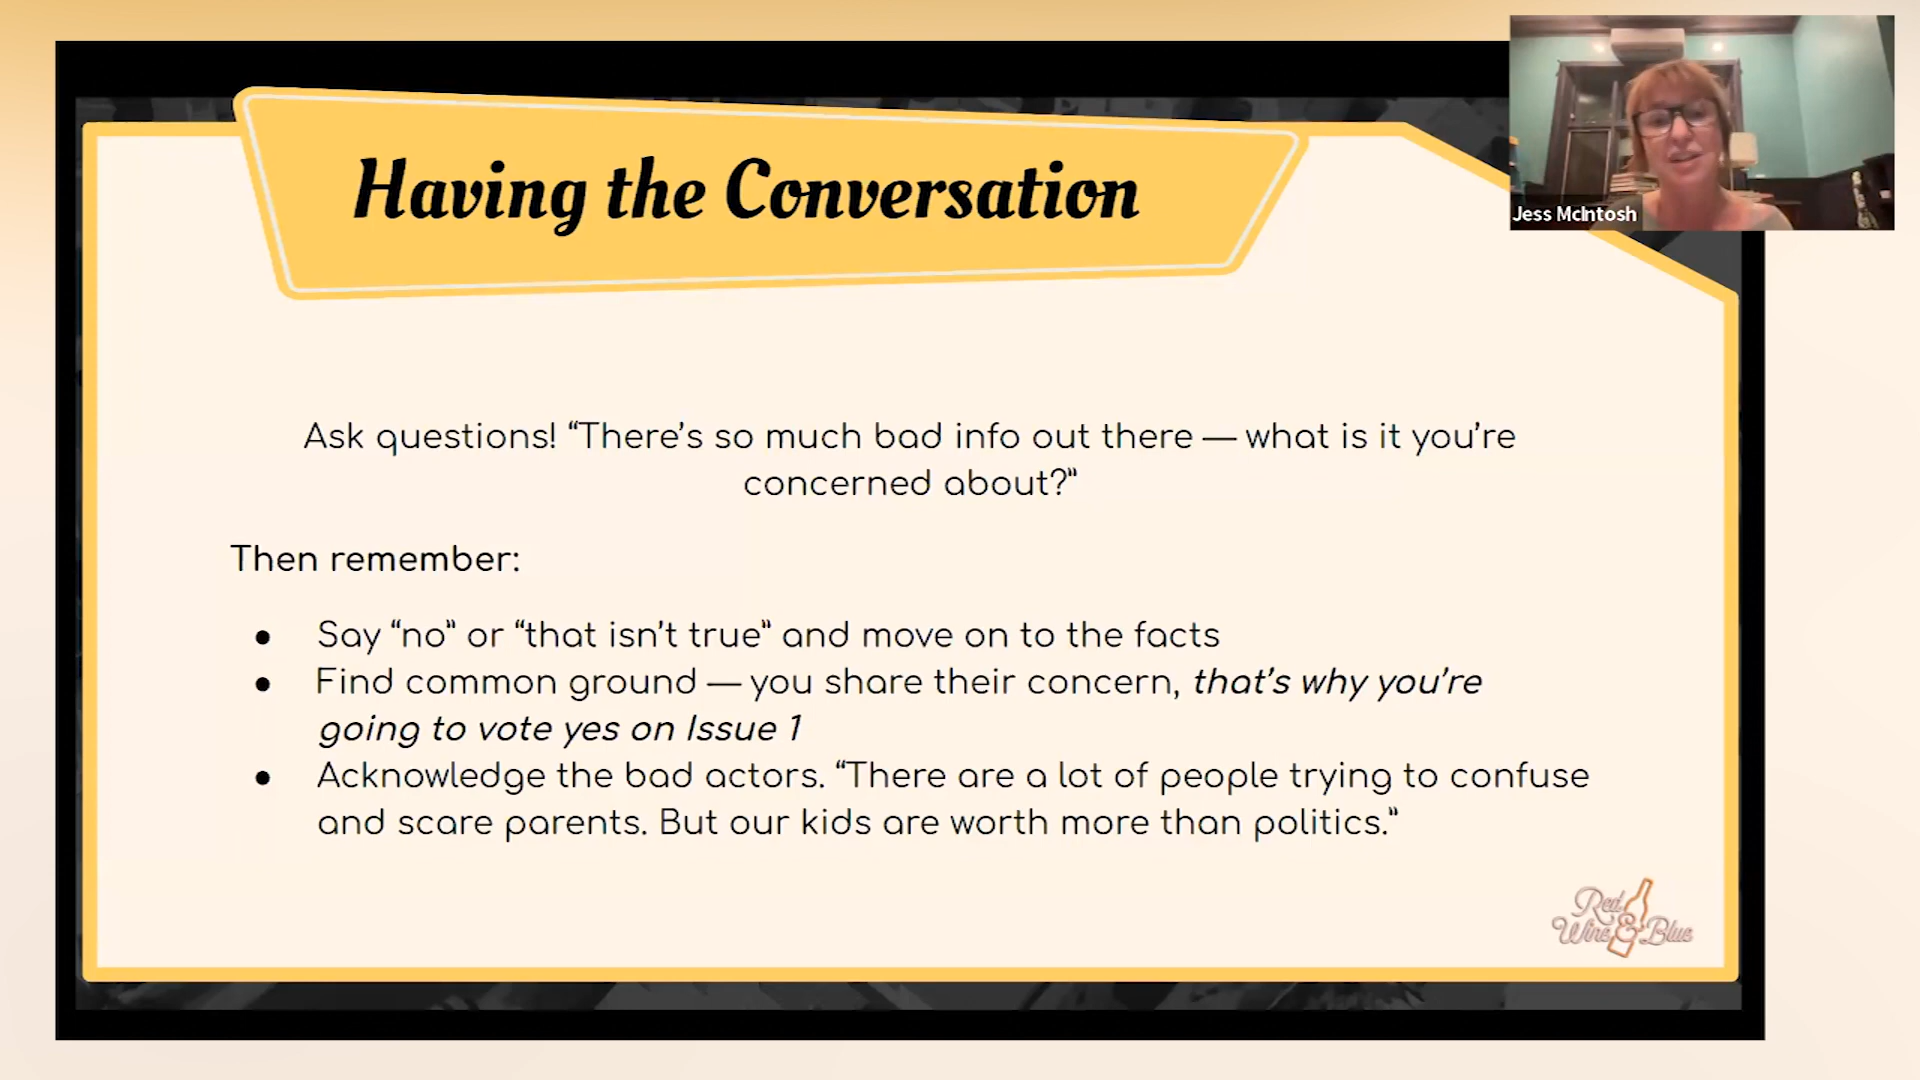 Having the Conversation
Jess McIntosh
Ask questions! “There’s so much bad info out there — what is it you’re
concerned about?”
Then remember:
● Say “no” or “that isn’t true” and move on to the facts
● Find common ground — you share their concern, that’s why you’re
going to vote yes on Issue 1
● Acknowledge the bad actors. “There are a lot of people trying to confuse
and scare parents. But our kids are worth more than politics.”
Red
Wine & Blue